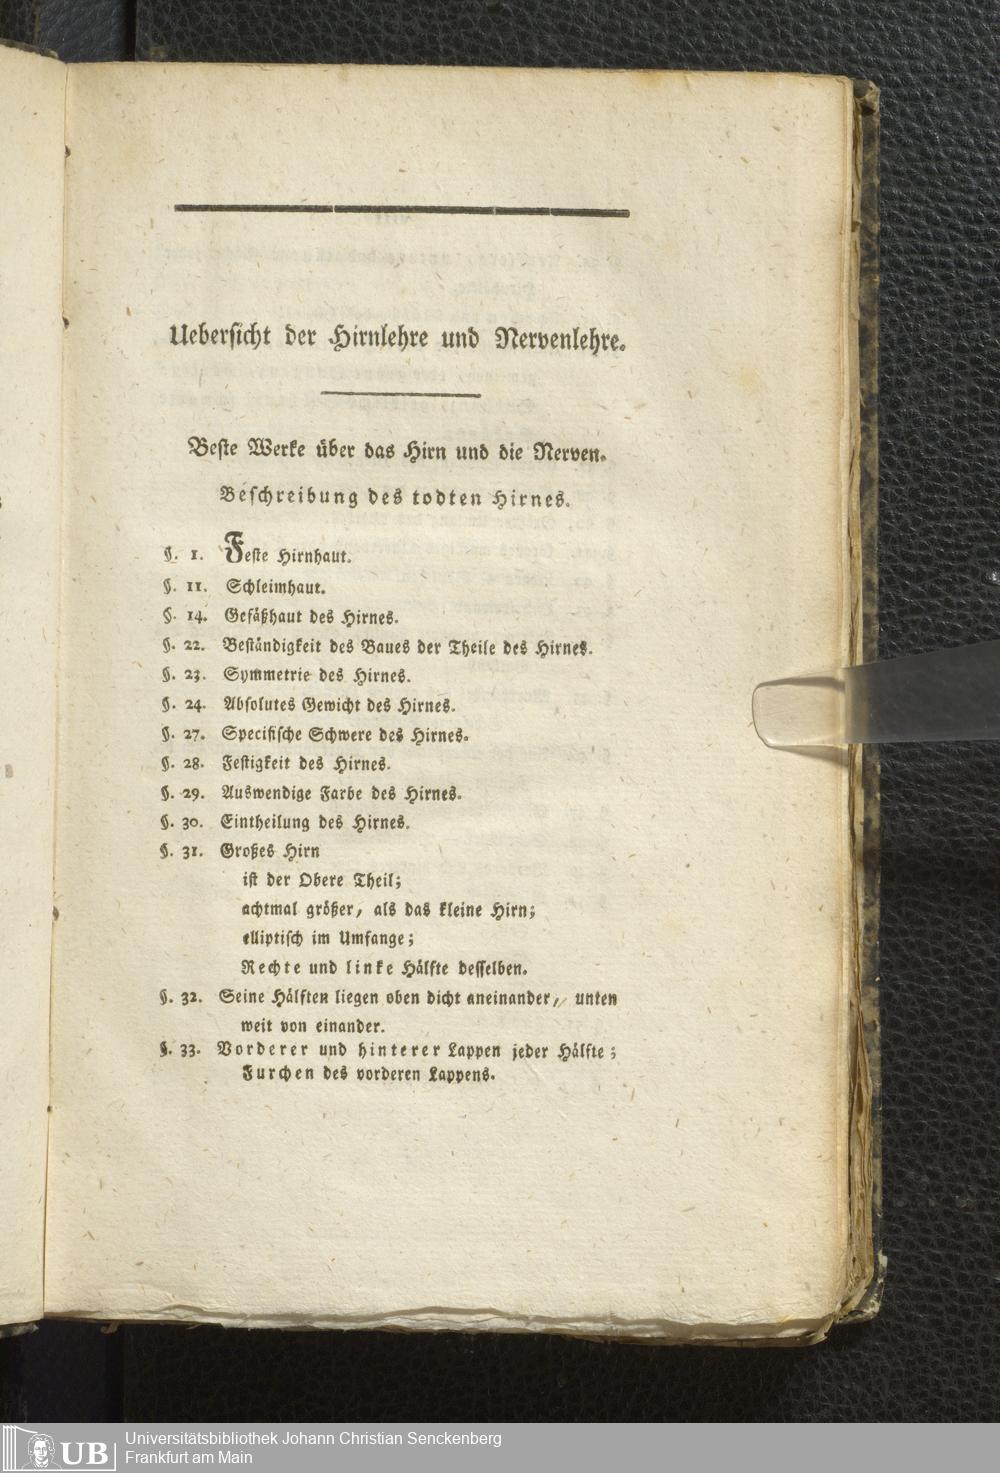 Uebersicht der Hirnlehre und Nervenlehre.
Beste Werke über das Hirn und die Nerven.
Beschreibung des todten Hirnes.
§. 1. Feste Hirnhaut.
§. 11. Schleimhaut.
§. 14. Gefäßhaut des Hirnes.
§. 22. Beständigkeit des Baues der Theile des Hirnes.
§. 23. Symmetrie des Hirnes.
§. 24. Absolutes Gewicht des Hirnes.
§. 27. Specifische Schwere des Hirnes.
§. 28. Festigkeit des Hirnes.
§. 29. Auswendige Farbe des Hirnes.
§. 30. Eintheilung des Hirnes.
§. 31. Großes Hirn
ist der Obere Theil;
achtmal größer, als das kleine Hirn;
elliptisch im Umfange;
Rechte und linke Hälfte desselben.
§. 32. Seine Hälften liegen oben dicht aneinander, unten
weit von einander.
§. 33. Vorderer und hinterer Lappen jeder Hälfte;
Furchen des vorderen Lappens.
UB
Universitätsbibliothek Johann Christian Senckenberg
Frankfurt am Main